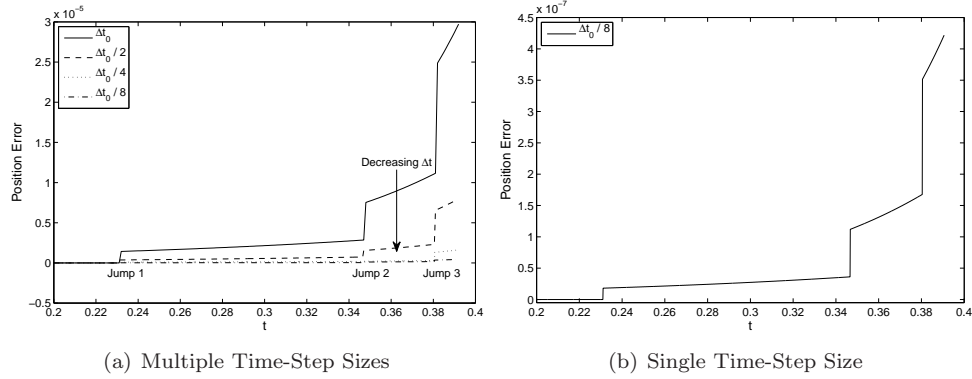 x 10⁻⁵
3
2.5
2
1.5
1
0.5
0
−0.5
Position Error
Δt₀
Δt₀ / 2
Δt₀ / 4
Δt₀ / 8
Decreasing Δt
Jump 1
Jump 2
Jump 3
0.2 0.22 0.24 0.26 0.28 0.3 0.32 0.34 0.36 0.38 0.4
t
(a) Multiple Time-Step Sizes
x 10⁻⁷
4.5
4
3.5
3
2.5
2
1.5
1
0.5
0
Position Error
Δt₀ / 8
0.2 0.22 0.24 0.26 0.28 0.3 0.32 0.34 0.36 0.38 0.4
t
(b) Single Time-Step Size